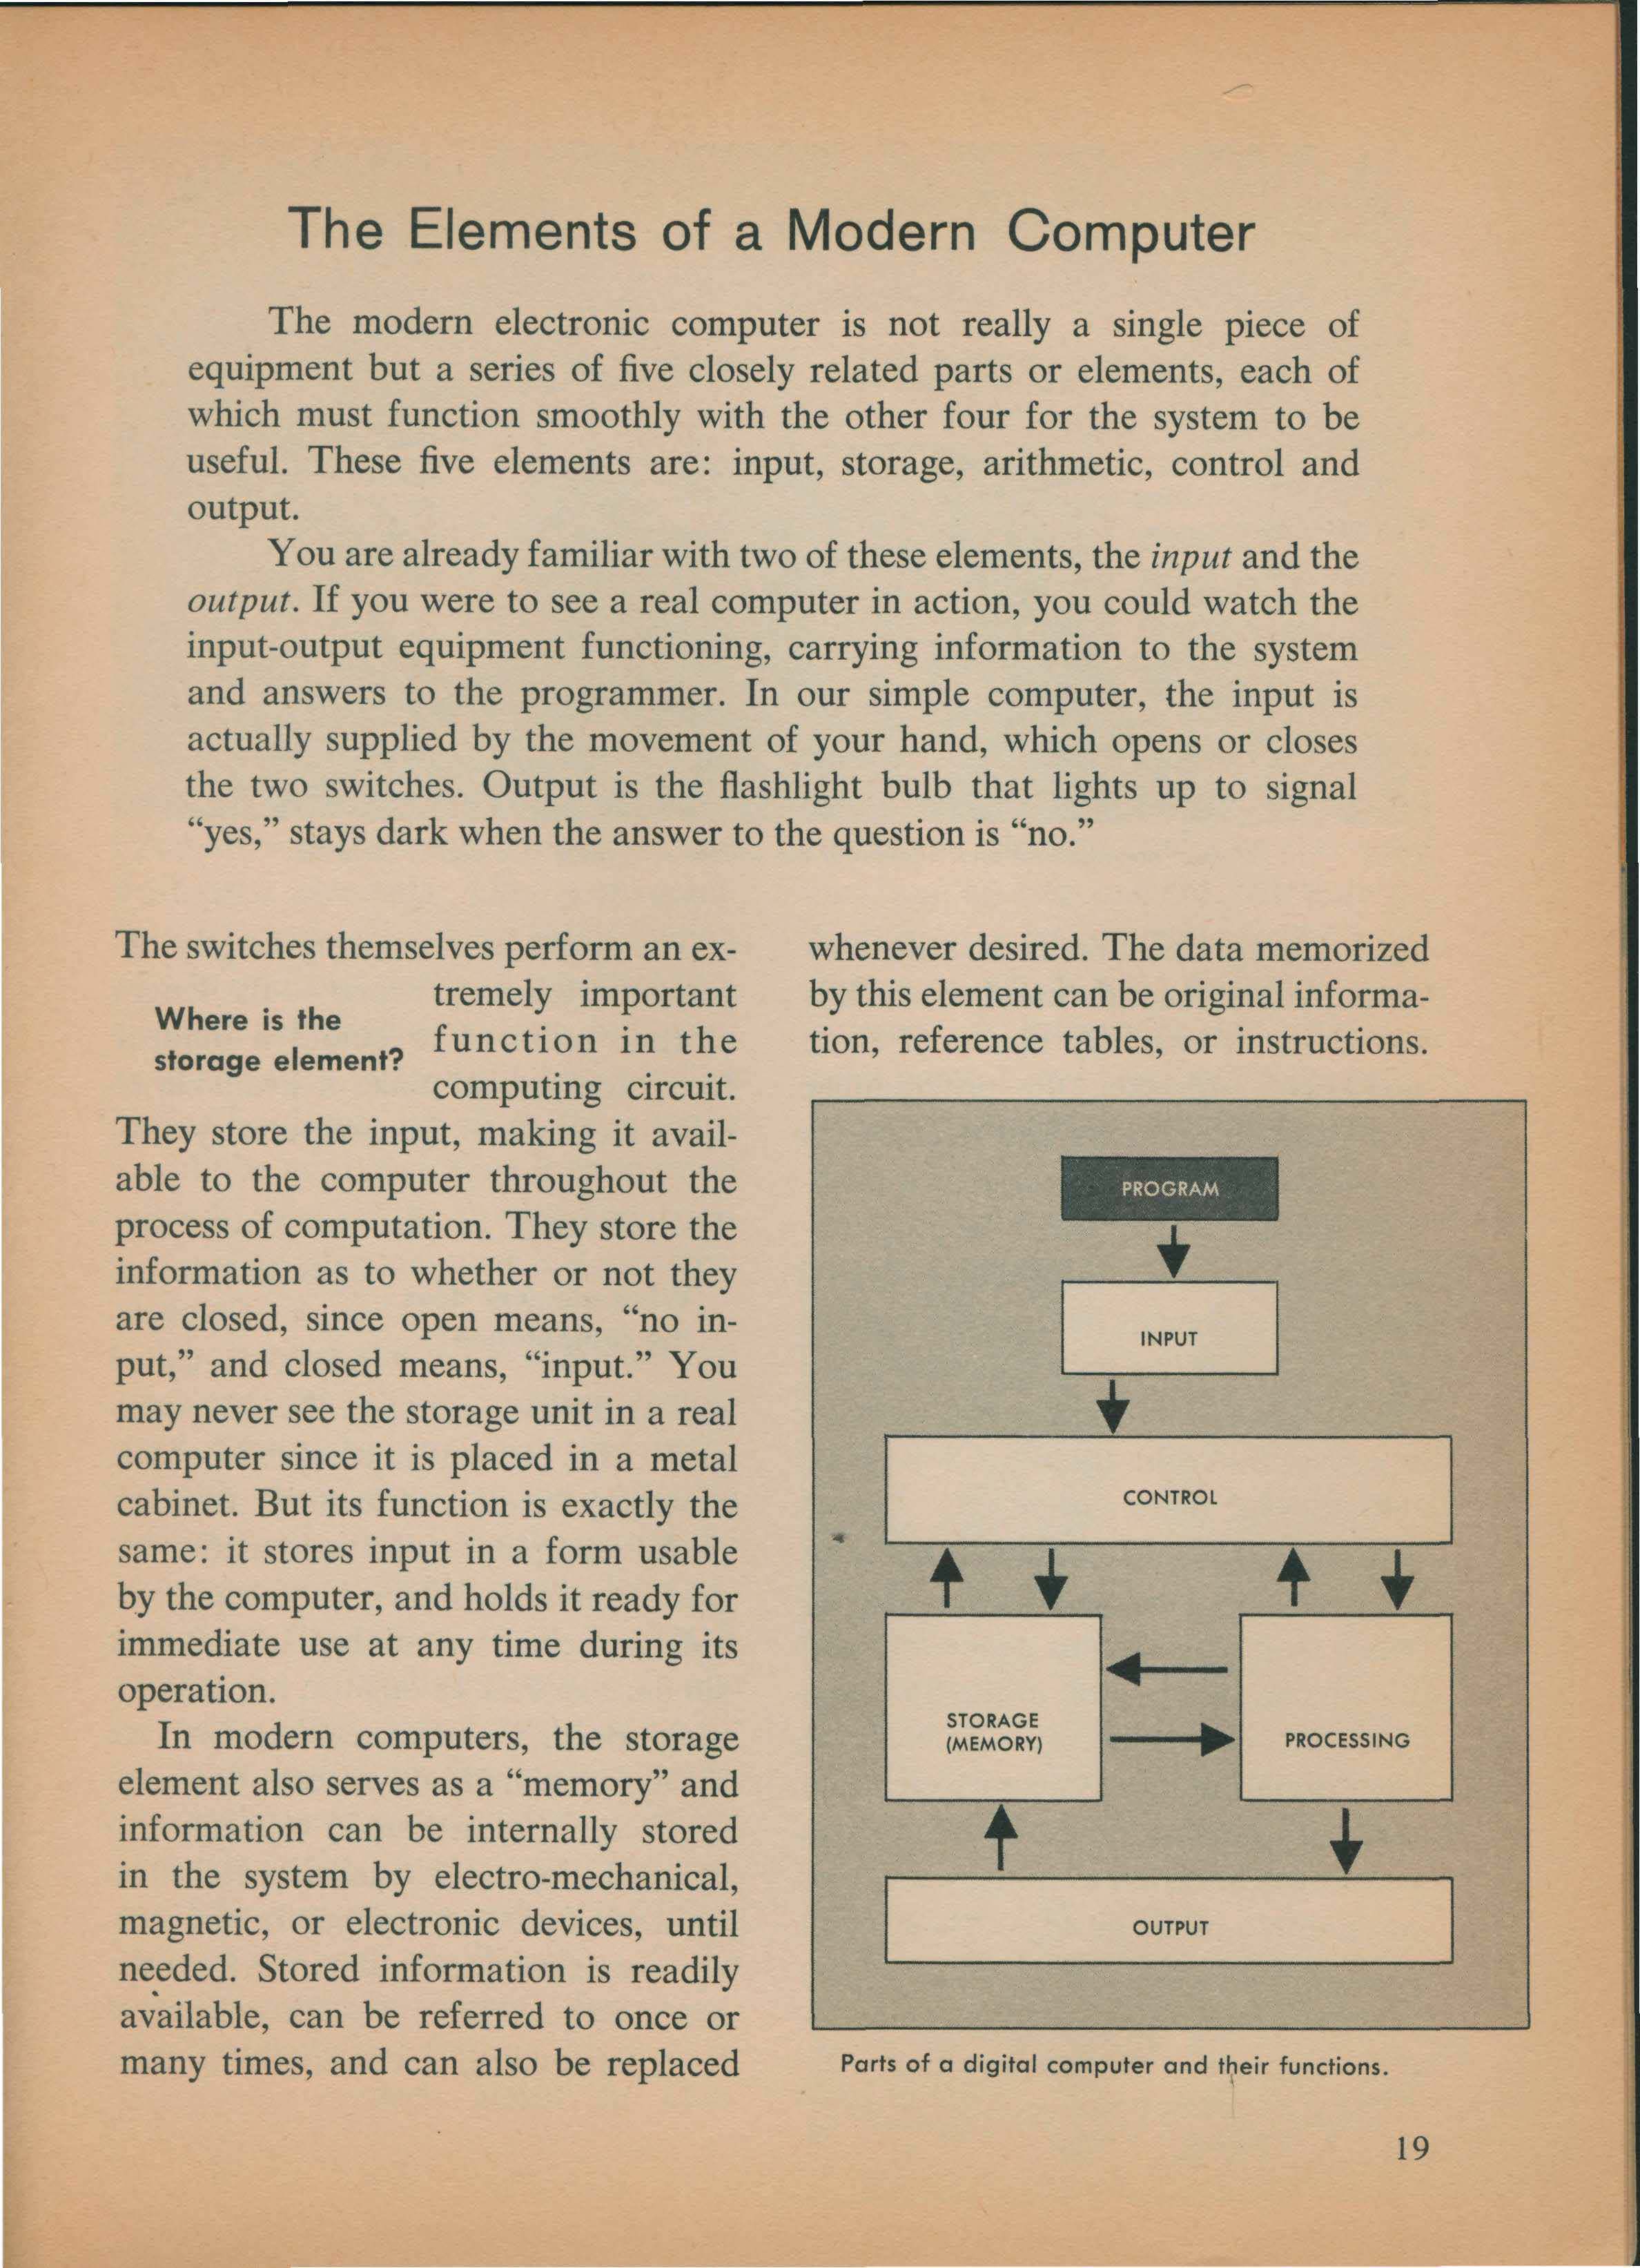 The Elements of a Modern Computer
The modern electronic computer is not really a single piece of
equipment but a series of five closely related parts or elements, each of
which must function smoothly with the other four for the system to be
useful. These five elements are: input, storage, arithmetic, control and
output.
You are already familiar with two of these elements, the input and the
output. If you were to see a real computer in action, you could watch the
input-output equipment functioning, carrying information to the system
and answers to the programmer. In our simple computer, the input is
actually supplied by the movement of your hand, which opens or closes
the two switches. Output is the flashlight bulb that lights up to signal
“yes,” stays dark when the answer to the question is “no.”
The switches themselves perform an ex-
Where is the
storage element?
tremely important
function in the
computing circuit.
They store the input, making it avail-
able to the computer throughout the
process of computation. They store the
information as to whether or not they
are closed, since open means, “no in-
put,” and closed means, “input.” You
may never see the storage unit in a real
computer since it is placed in a metal
cabinet. But its function is exactly the
same: it stores input in a form usable
by the computer, and holds it ready for
immediate use at any time during its
operation.
In modern computers, the storage
element also serves as a “memory” and
information can be internally stored
in the system by electro-mechanical,
magnetic, or electronic devices, until
needed. Stored information is readily
available, can be referred to once or
many times, and can also be replaced
whenever desired. The data memorized
by this element can be original informa-
tion, reference tables, or instructions.
PROGRAM
INPUT
CONTROL
STORAGE
(MEMORY)
PROCESSING
OUTPUT
Parts of a digital computer and their functions.
19